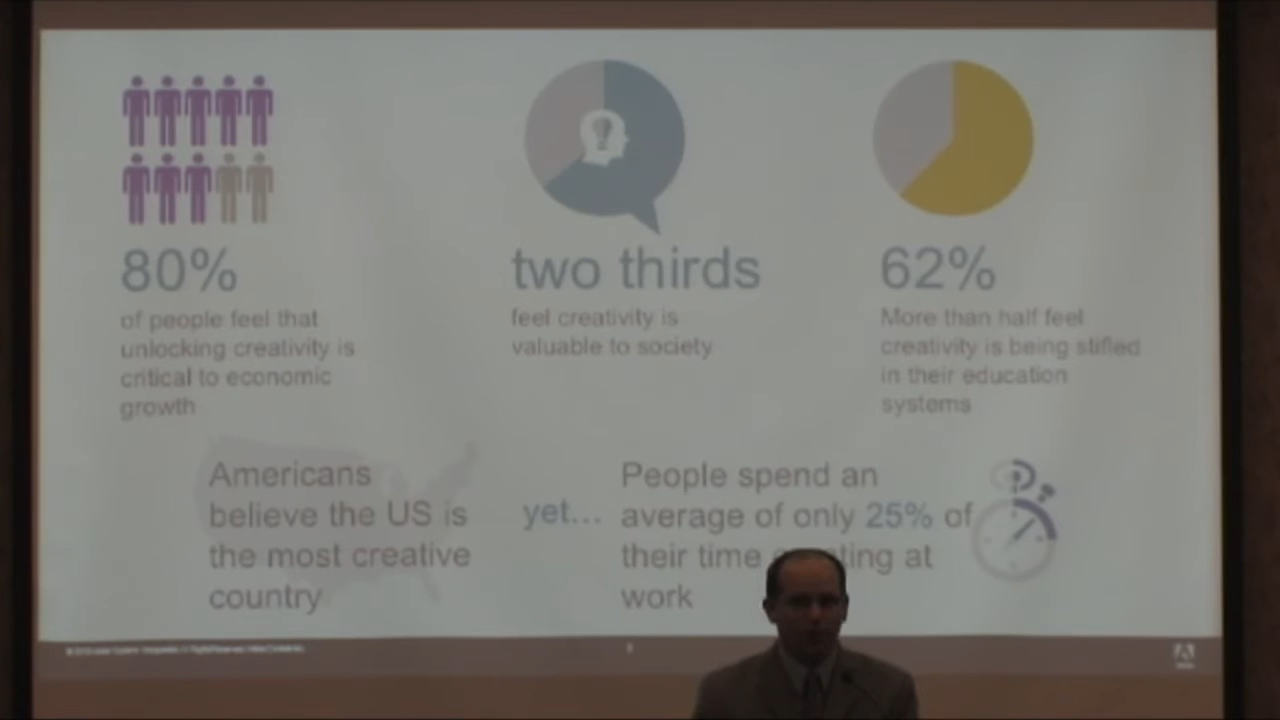 80%
of people feel that
unlocking creativity is
critical to economic
growth
two thirds
feel creativity is
valuable to society
62%
More than half feel
creativity is being stifled
in their education
systems
Americans
believe the US is
the most creative
country
yet...
People spend an
average of only 25% of
their time ting at
work